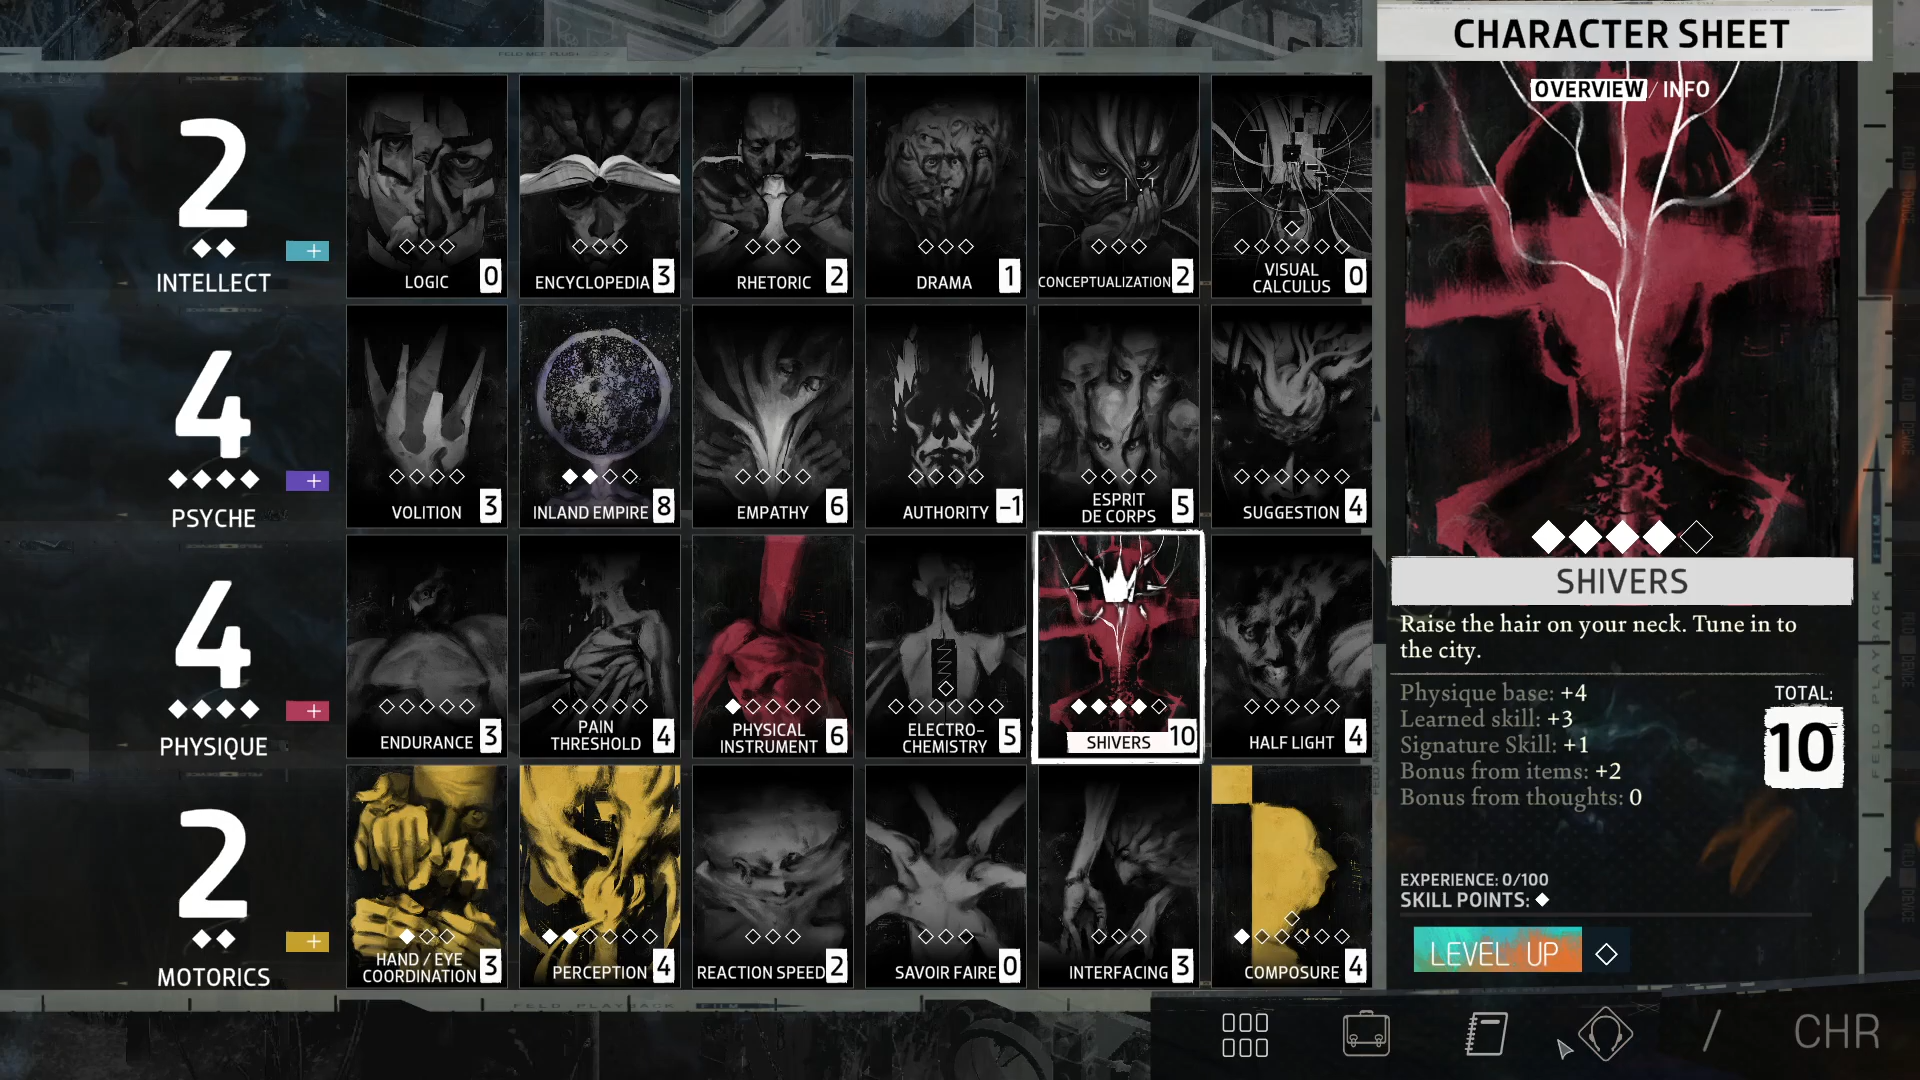 CHARACTER SHEET
OVERVIEW / INFO
2
INTELLECT
+
LOGIC 0
ENCYCLOPEDIA 3
RHETORIC 2
DRAMA 1
CONCEPTUALIZATION 2
VISUAL
CALCULUS 0
4
PSYCHE
+
VOLITION 3
INLAND EMPIRE 8
EMPATHY 6
AUTHORITY -1
ESPRIT
DE CORPS 5
SUGGESTION 4
4
PHYSIQUE
+
ENDURANCE 3
PAIN
THRESHOLD 4
PHYSICAL
INSTRUMENT 6
ELECTRO-
CHEMISTRY 5
SHIVERS 10
HALF LIGHT 4
2
MOTORICS
+
HAND / EYE
COORDINATION 3
PERCEPTION 4
REACTION SPEED 2
SAVOIR FAIRE 0
INTERFACING 3
COMPOSURE 4
SHIVERS
Raise the hair on your neck. Tune in to
the city.
Physique base: +4
Learned skill: +3
Signature Skill: +1
Bonus from items: +2
Bonus from thoughts: 0
TOTAL:
10
EXPERIENCE: 0/100
SKILL POINTS:
LEVEL UP
/ CHR
FELD PLAYBACK
FILM